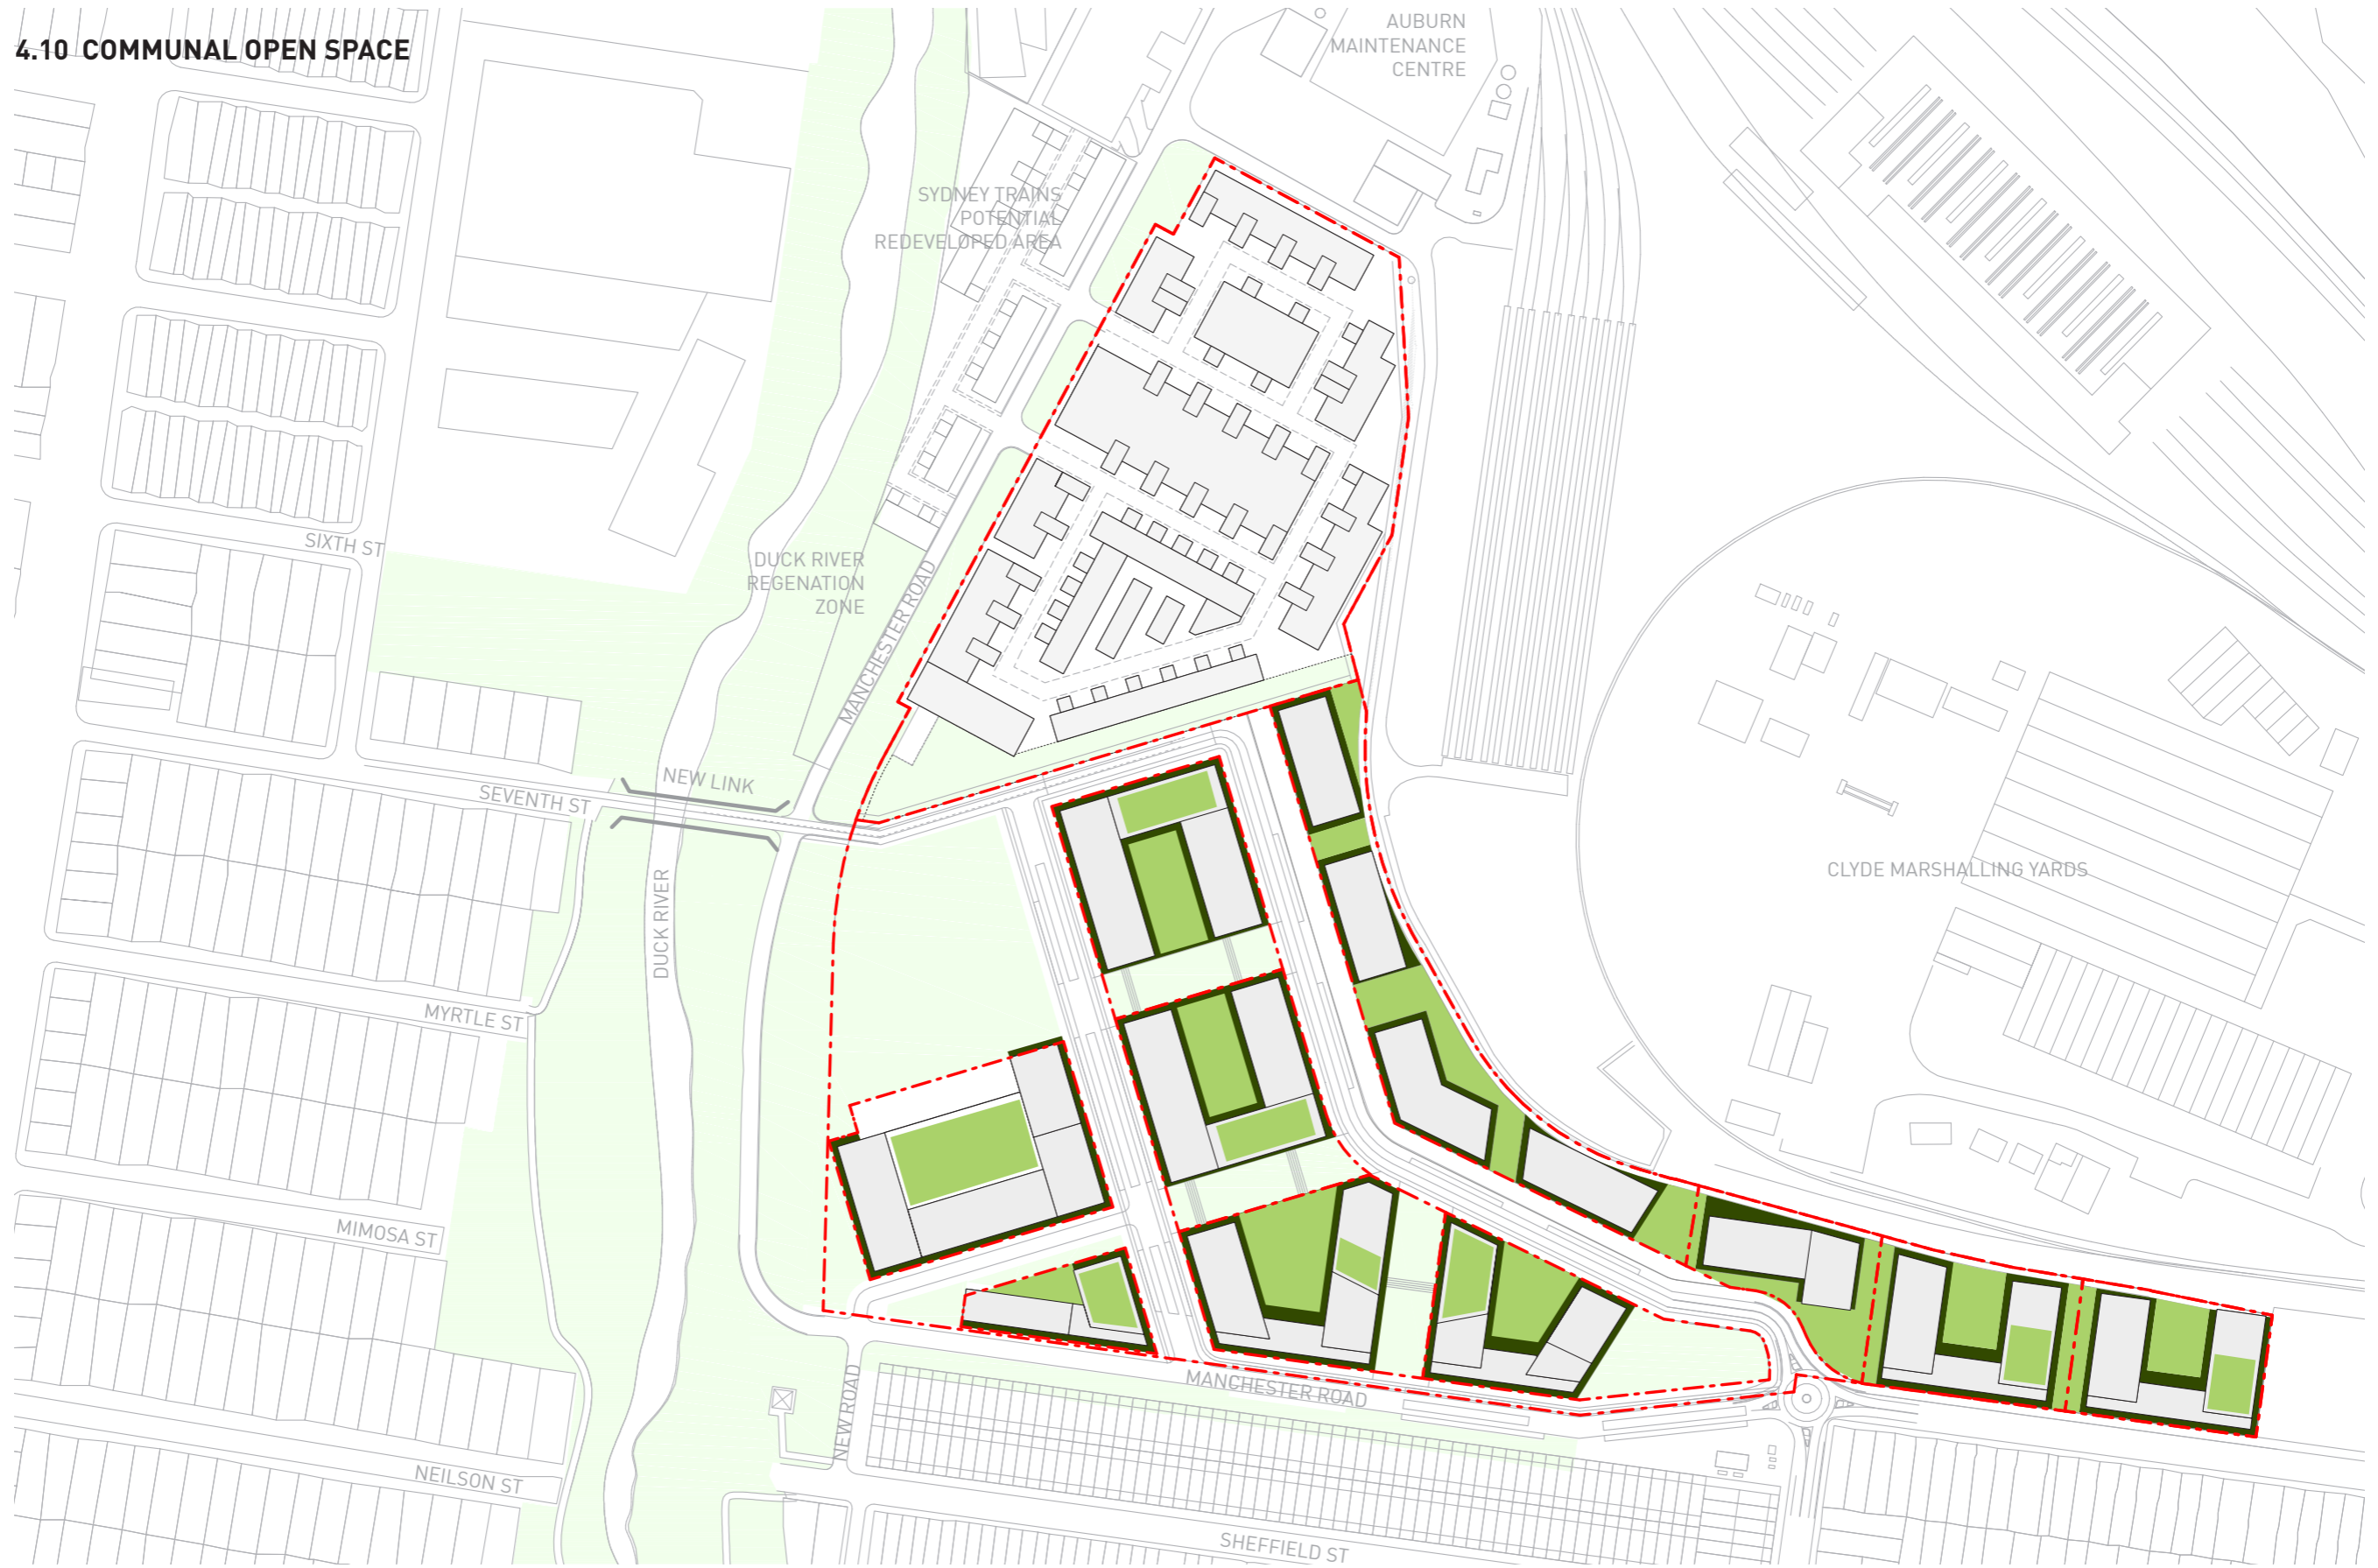 4.10 COMMUNAL OPEN SPACE
AUBURN
MAINTENANCE
CENTRE
SYDNEY TRAINS
POTENTIAL
REDEVELOPED AREA
SIXTH ST
DUCK RIVER
REGENATION
ZONE
MANCHESTER ROAD
NEW LINK
SEVENTH ST
CLYDE MARSHALLING YARDS
DUCK RIVER
MYRTLE ST
MIMOSA ST
MANCHESTER ROAD
NEW ROAD
NEILSON ST
SHEFFIELD ST